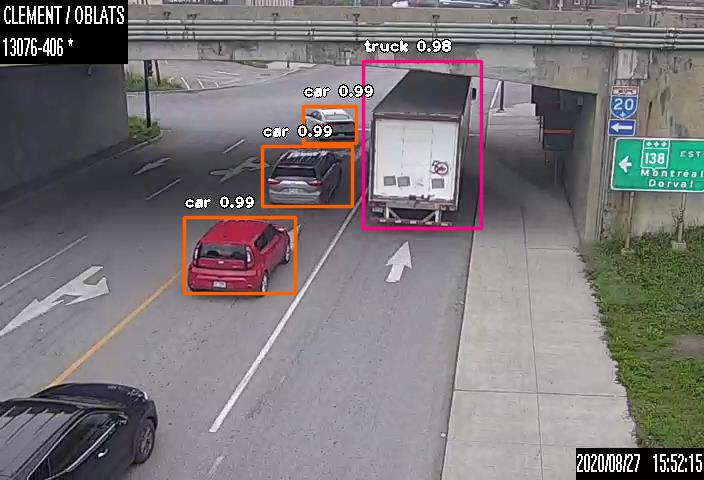 CLEMENT / OBLATS
13076-406 *
truck 0.98
car 0.99
car 0.99
car 0.99
20
138
EST
Montréal
Dorval
2020/08/27 15:52:15